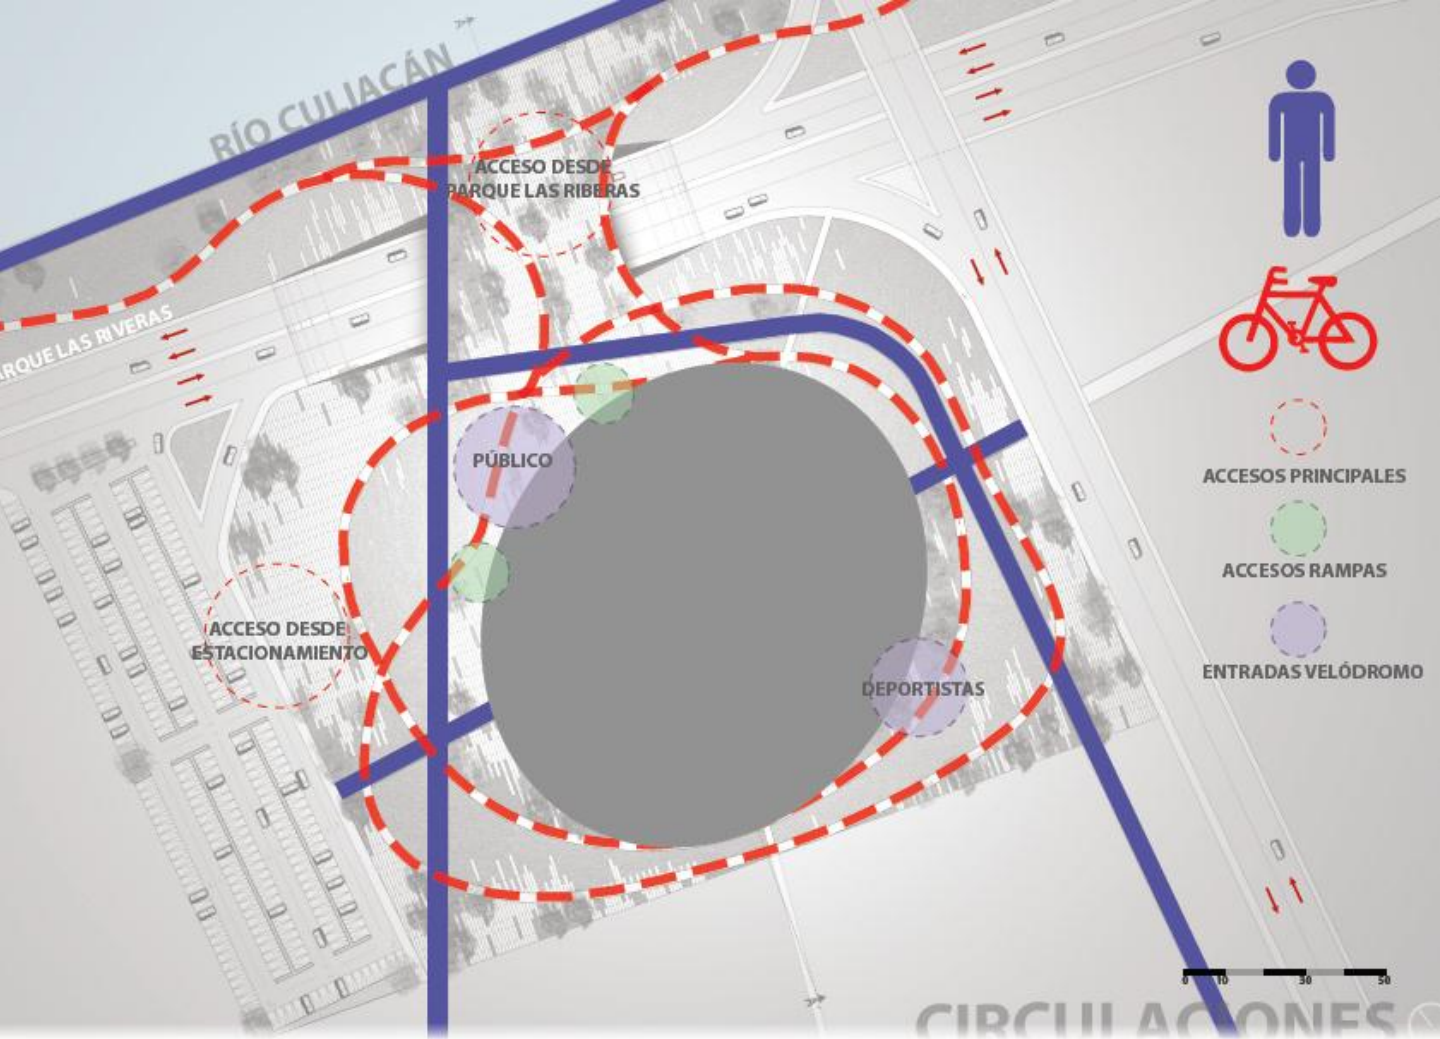 RÍO CULIACÁN
ACCESO DESDE
PARQUE LAS RIBERAS
ARQUE LAS RIVERAS
PÚBLICO
ACCESO DESDE
ESTACIONAMIENTO
DEPORTISTAS
ACCESOS PRINCIPALES
ACCESOS RAMPAS
ENTRADAS VELÓDROMO
0 10 30 50
CIRCULACIONES